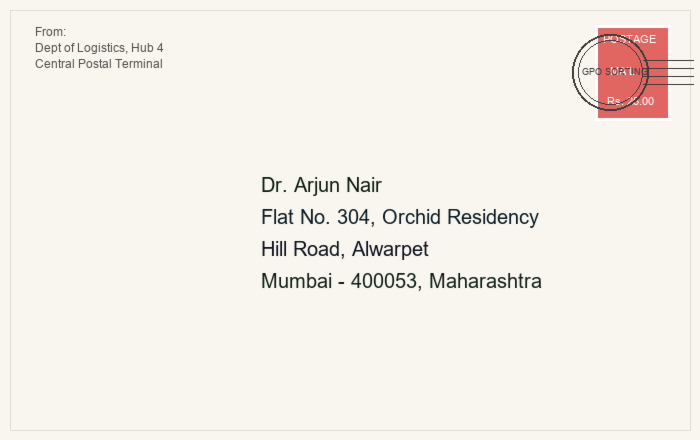 From:
Dept of Logistics, Hub 4
Central Postal Terminal
POSTAGE
GPO SORTING
Rs. 25.00
Dr. Arjun Nair
Flat No. 304, Orchid Residency
Hill Road, Alwarpet
Mumbai - 400053, Maharashtra